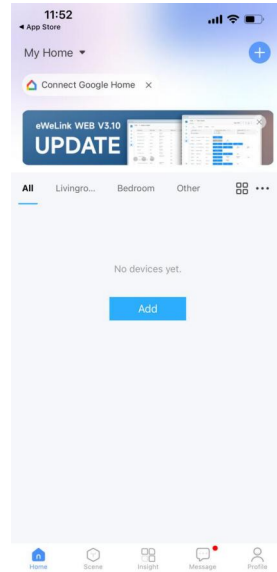 11:52
◄ App Store
My Home
Connect Google Home ×
eWeLink WEB V3.10
UPDATE
All Livingro... Bedroom Other
No devices yet.
Add
Home Scene Insight Message Profile